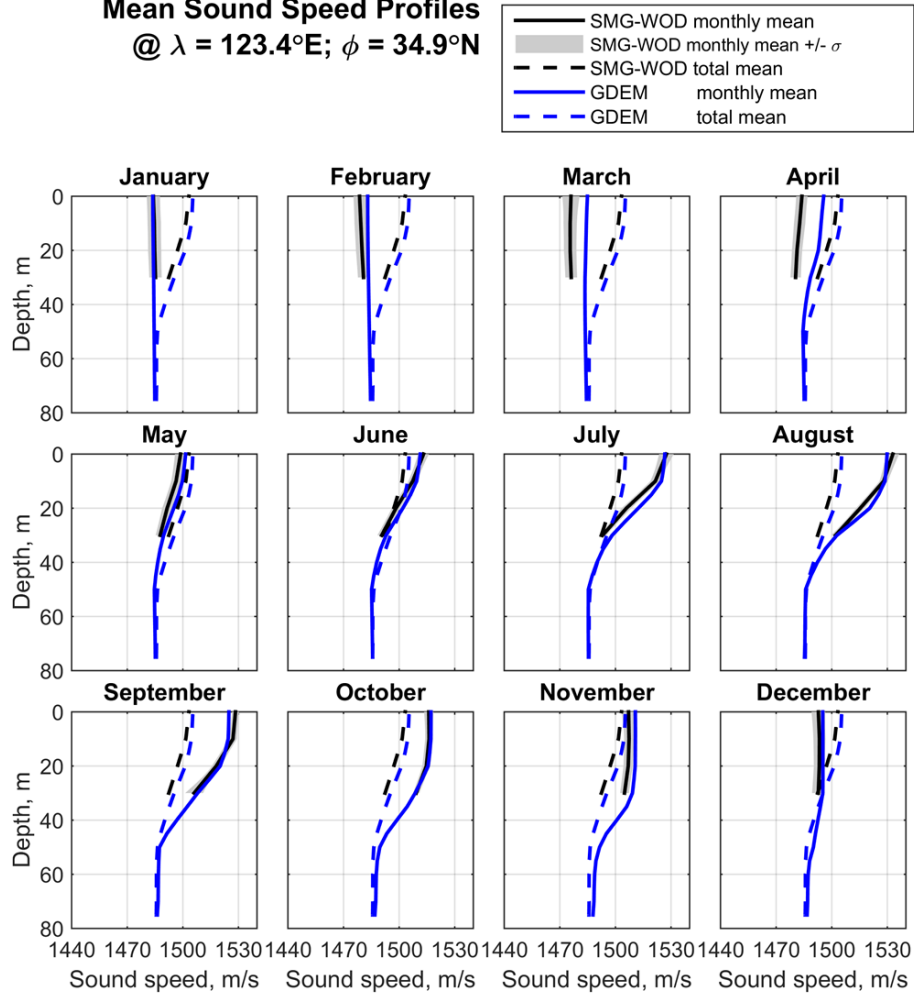 Mean Sound Speed Profiles
@ λ = 123.4°E; ϕ = 34.9°N
SMG-WOD monthly mean
SMG-WOD monthly mean +/- σ
SMG-WOD total mean
GDEM monthly mean
GDEM total mean
January February March April
0
20
40
60
80
Depth, m
May June July August
0
20
40
60
80
Depth, m
September October November December
0
20
40
60
80
Depth, m
1440 1470 1500 1530 1440 1470 1500 1530 1440 1470 1500 1530 1440 1470 1500 1530
Sound speed, m/s Sound speed, m/s Sound speed, m/s Sound speed, m/s